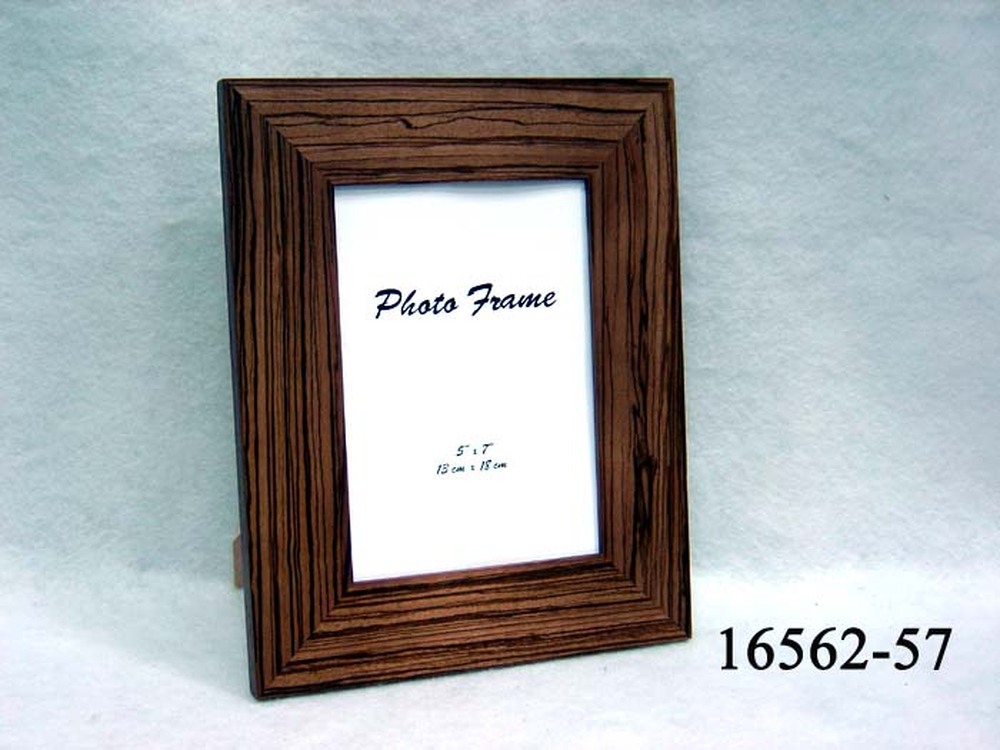 Photo Frame
5" x 7"
13 cm x 18 cm
16562-57